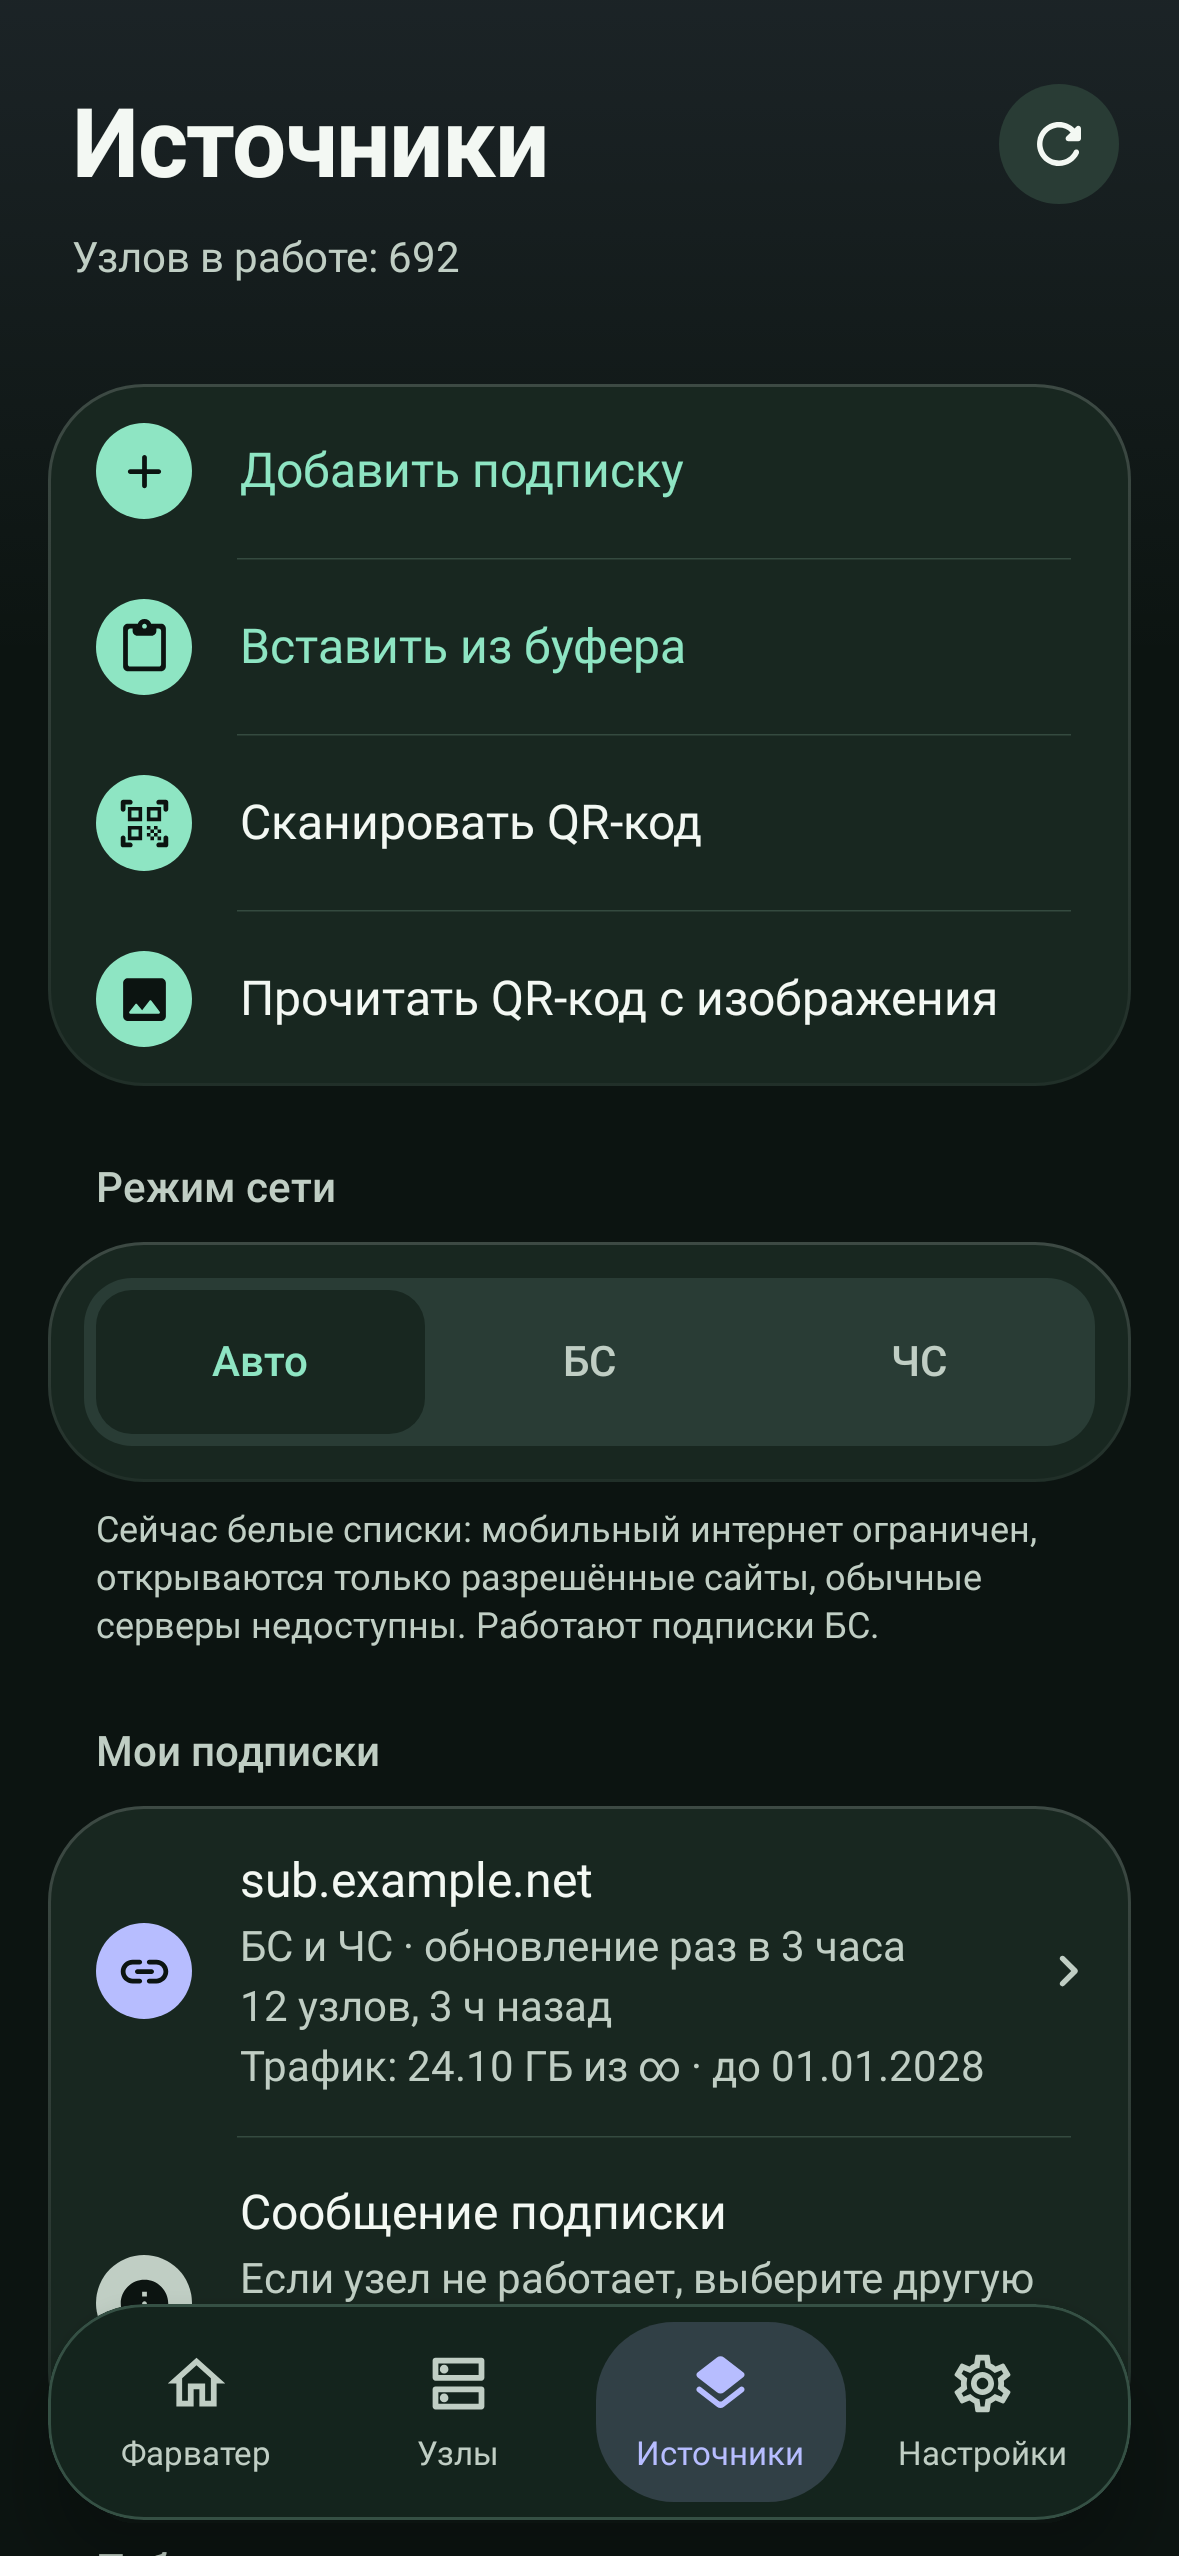 Источники
Узлов в работе: 692
Добавить подписку
Вставить из буфера
Сканировать QR-код
Прочитать QR-код с изображения
Режим сети
Авто
БС
ЧС
Сейчас белые списки: мобильный интернет ограничен,
открываются только разрешённые сайты, обычные
серверы недоступны. Работают подписки БС.
Мои подписки
sub.example.net
БС и ЧС · обновление раз в 3 часа
12 узлов, 3 ч назад
Трафик: 24.10 ГБ из ∞ · до 01.01.2028
Сообщение подписки
Если узел не работает, выберите другую
Фарватер
Узлы
Источники
Настройки